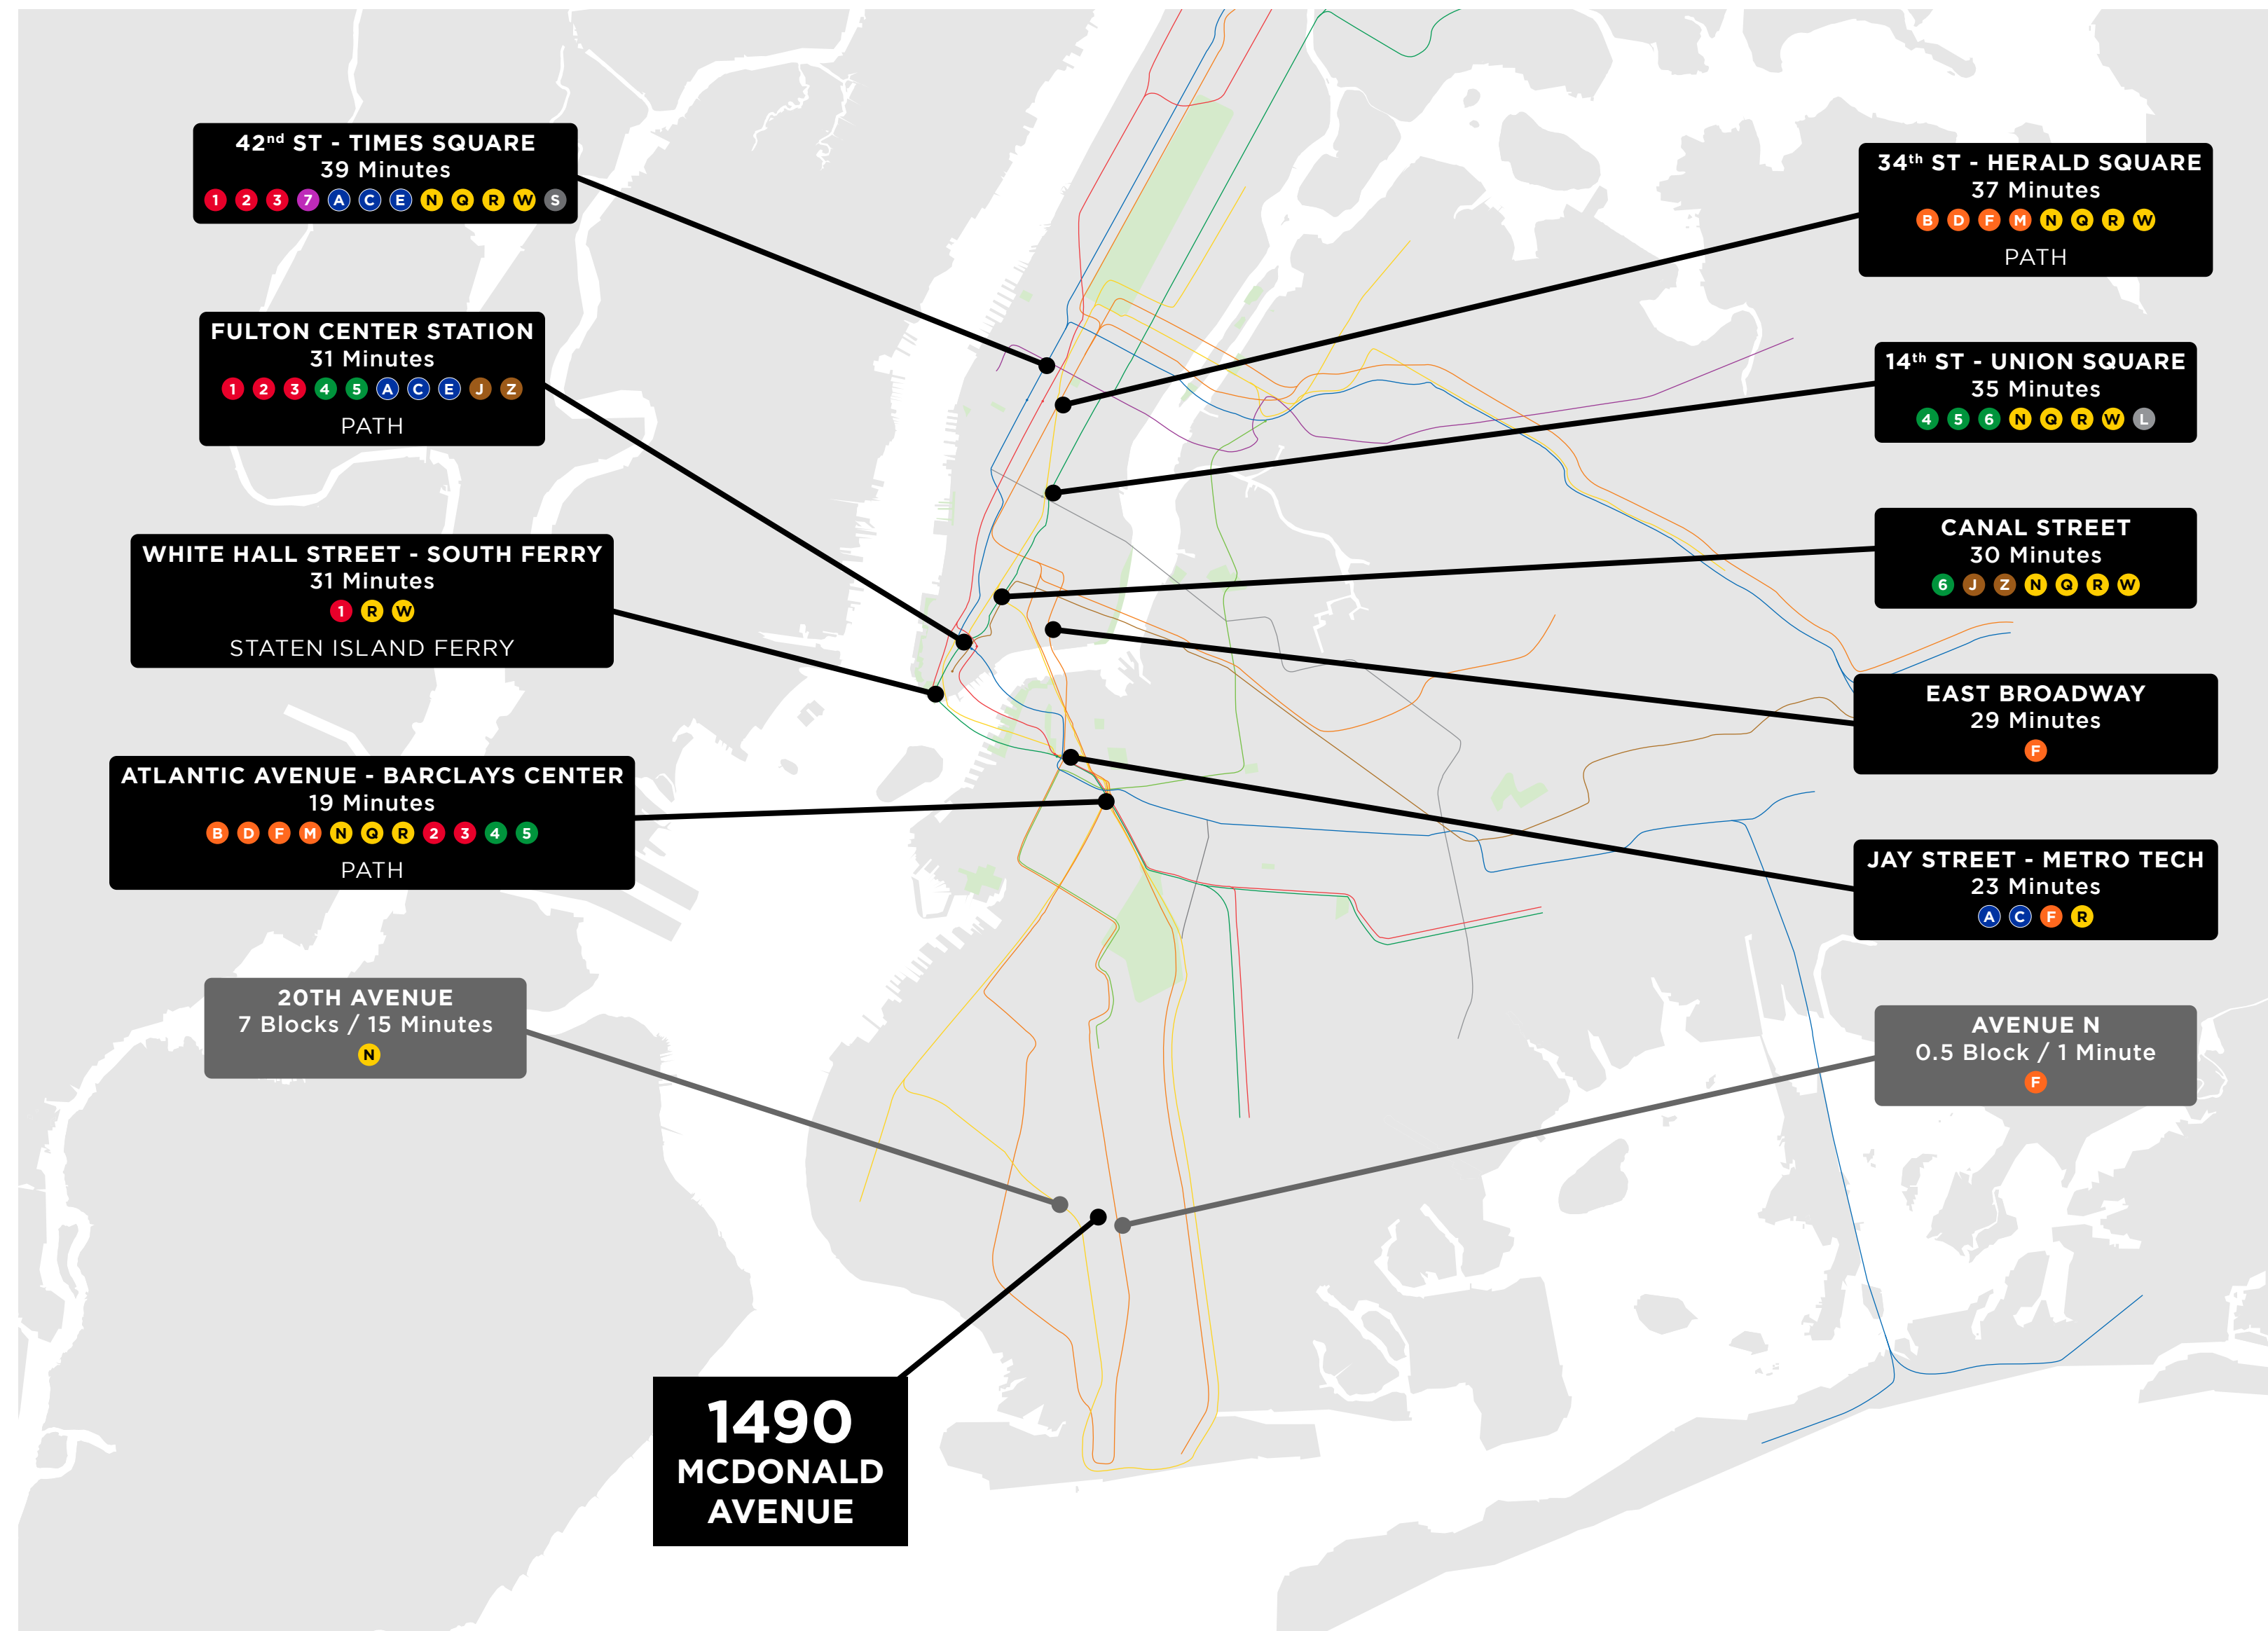 42nd ST - TIMES SQUARE
39 Minutes
1 2 3 7 A C E N Q R W S
FULTON CENTER STATION
31 Minutes
1 2 3 4 5 A C E J Z
PATH
WHITE HALL STREET - SOUTH FERRY
31 Minutes
1 R W
STATEN ISLAND FERRY
ATLANTIC AVENUE - BARCLAYS CENTER
19 Minutes
B D F M N Q R 2 3 4 5
PATH
20TH AVENUE
7 Blocks / 15 Minutes
N
34th ST - HERALD SQUARE
37 Minutes
B D F M N Q R W
PATH
14th ST - UNION SQUARE
35 Minutes
4 5 6 N Q R W L
CANAL STREET
30 Minutes
6 J Z N Q R W
EAST BROADWAY
29 Minutes
F
JAY STREET - METRO TECH
23 Minutes
A C F R
AVENUE N
0.5 Block / 1 Minute
F
1490
MCDONALD
AVENUE